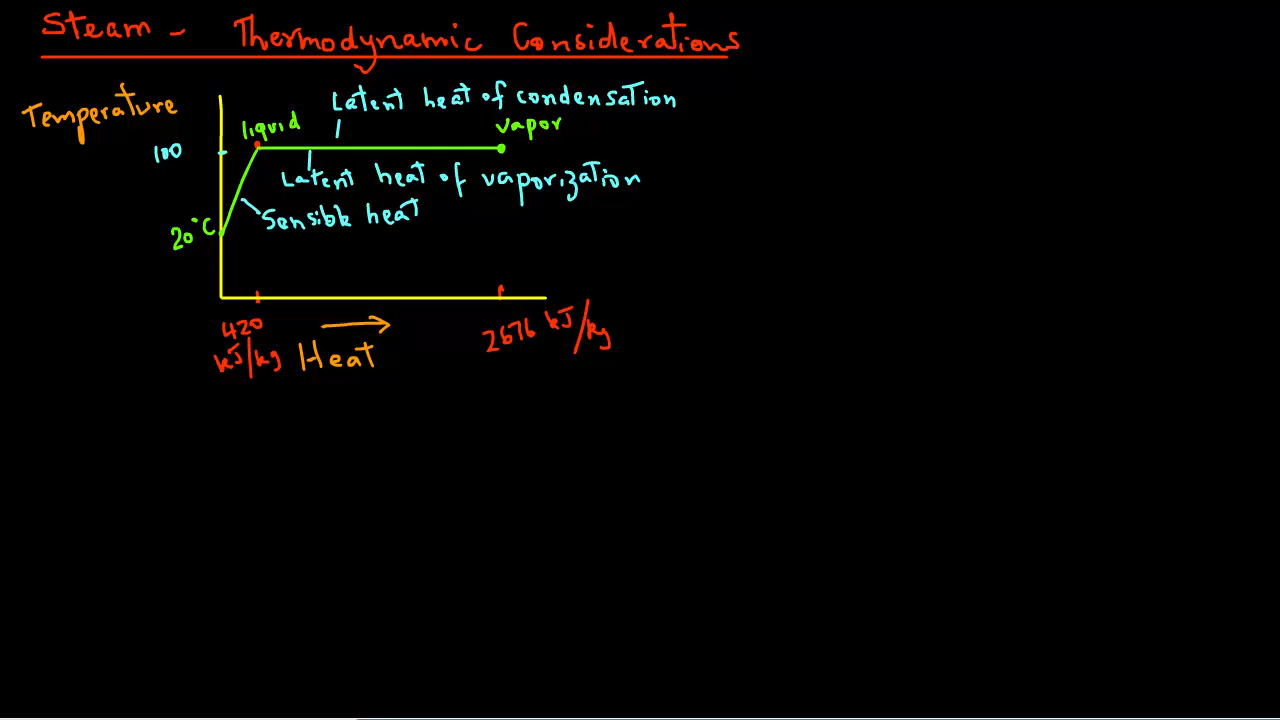 Steam - Thermodynamic Considerations
Temperature
Latent heat of condensation
liquid
vapor
100
Latent heat of vaporization
Sensible heat
20°C
420
kJ/kg
Heat
2676 kJ/kg